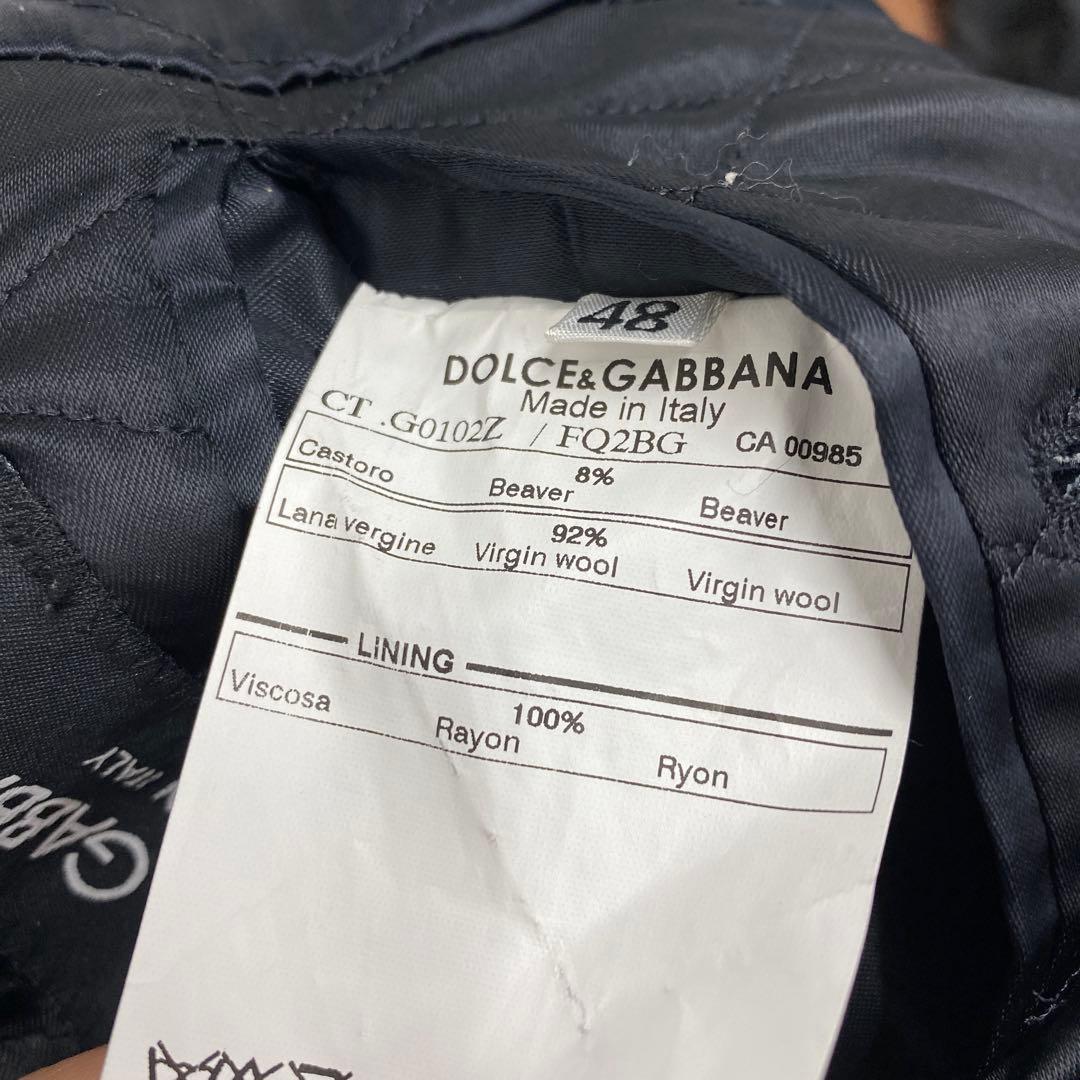 48
DOLCE&GABBANA
Made in Italy
CT .G0102Z / FQ2BG CA 00985
Castoro 8% Beaver Beaver
Lana vergine 92% Virgin wool Virgin wool
LINING
Viscosa 100% Rayon Ryon
ITALY